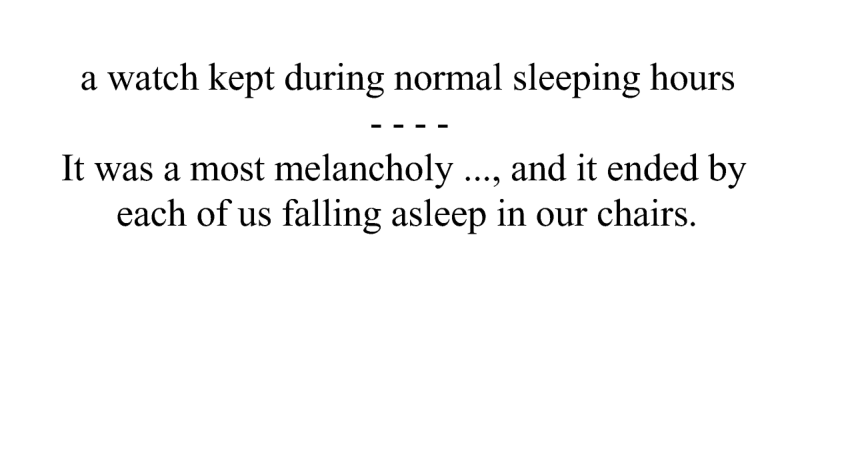 a watch kept during normal sleeping hours
- - - -
It was a most melancholy ..., and it ended by
each of us falling asleep in our chairs.